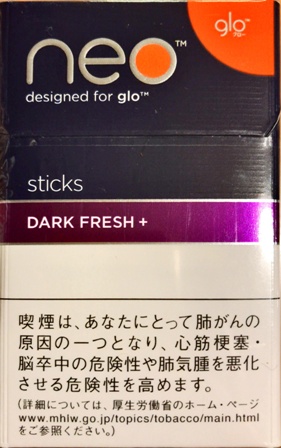 glo™
グロー
neo™
designed for glo™
sticks
DARK FRESH +
喫煙は、あなたにとって肺がんの
原因の一つとなり、心筋梗塞・
脳卒中の危険性や肺気腫を悪化
させる危険性を高めます。
(詳細については、厚生労働省のホーム・ページ
www.mhlw.go.jp/topics/tobacco/main.html
をご参照ください。)